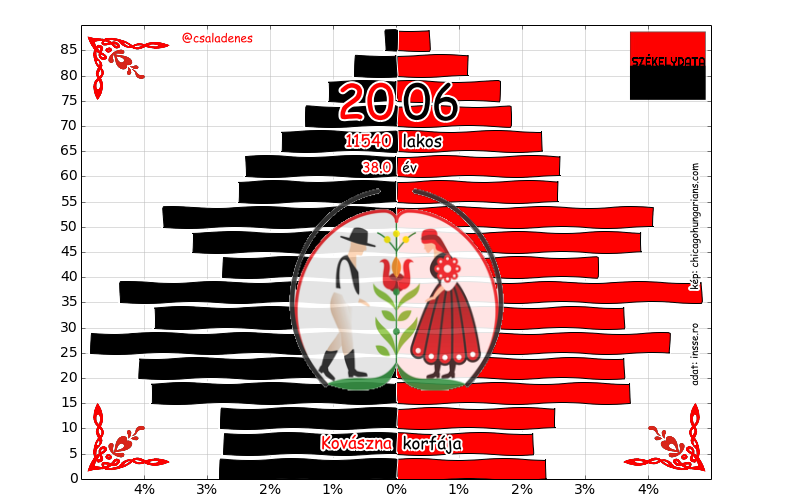 @csaladenes
SZÉKELYDATA
2006
11540 lakos
38.0 év
kép: chicagohungarians.com
adat: insse.ro
Kovászna korfája
85
80
75
70
65
60
55
50
45
40
35
30
25
20
15
10
5
0
4% 3% 2% 1% 0% 1% 2% 3% 4%